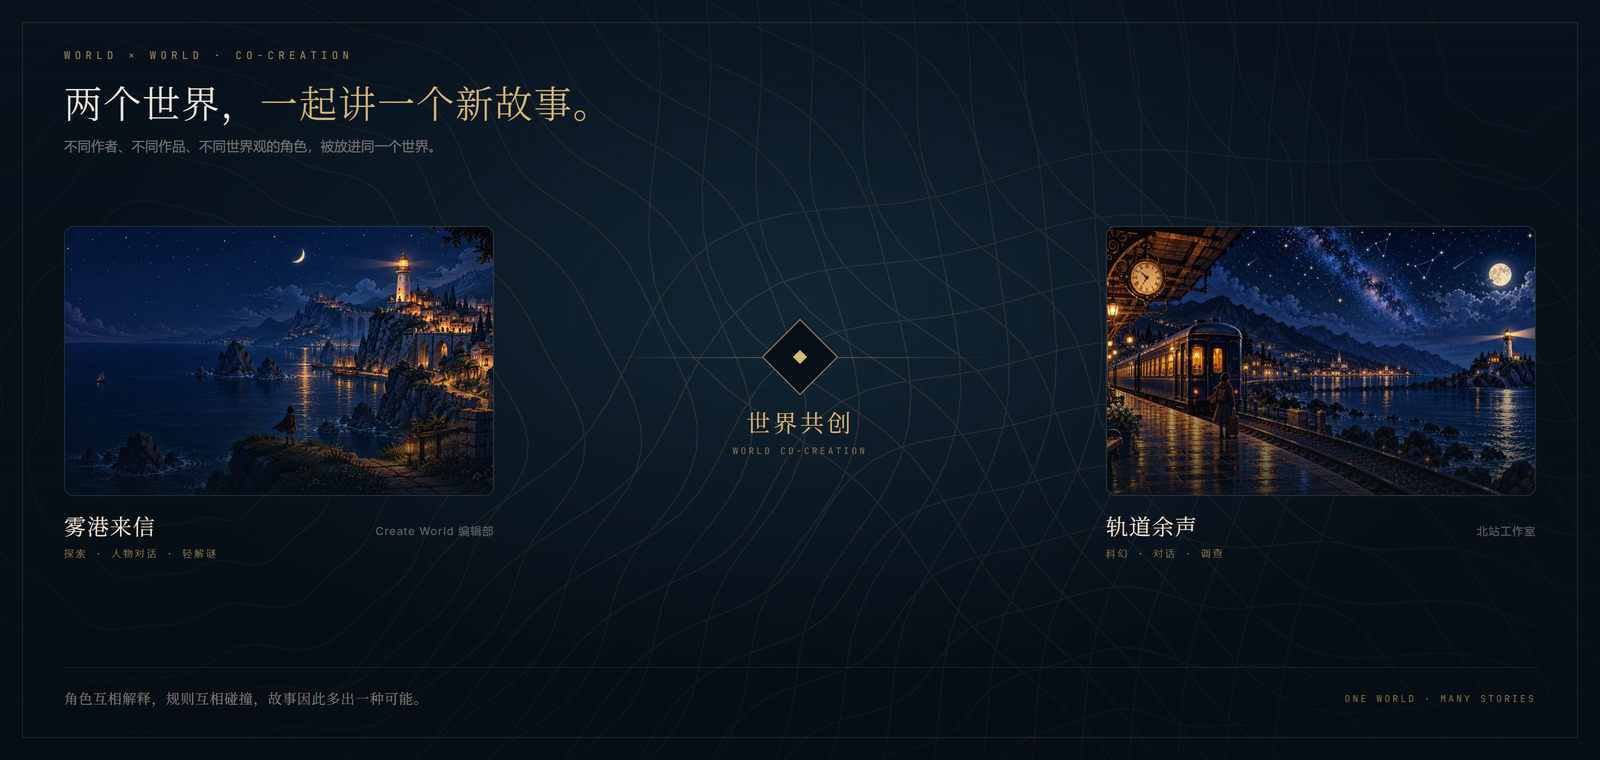 WORLD × WORLD · CO-CREATION
两个世界，一起讲一个新故事。
不同作者、不同作品、不同世界观的角色，被放进同一个世界。
世界共创
WORLD CO-CREATION
雾港来信
Create World 编辑部
探索 · 人物对话 · 轻解谜
轨道余声
北站工作室
科幻 · 对话 · 调查
角色互相解释，规则互相碰撞，故事因此多出一种可能。
ONE WORLD · MANY STORIES